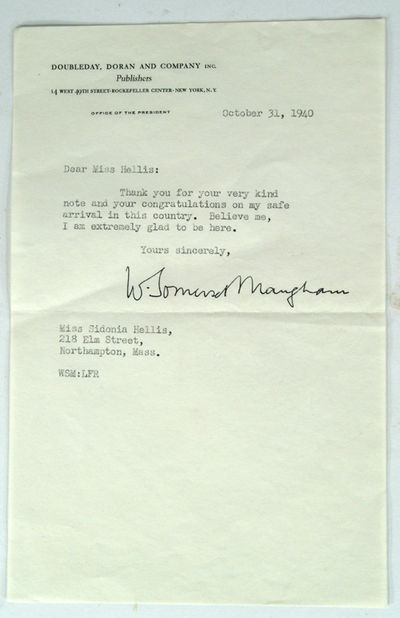 DOUBLEDAY, DORAN AND COMPANY INC.
Publishers
14 WEST 49TH STREET·ROCKEFELLER CENTER·NEW YORK, N.Y.
OFFICE OF THE PRESIDENT
October 31, 1940
Dear Miss Hellis:
Thank you for your very kind
note and your congratulations on my safe
arrival in this country. Believe me,
I am extremely glad to be here.
Yours sincerely,
W. Somerset Maugham
Miss Sidonia Hellis,
218 Elm Street,
Northampton, Mass.
WSM:LFR